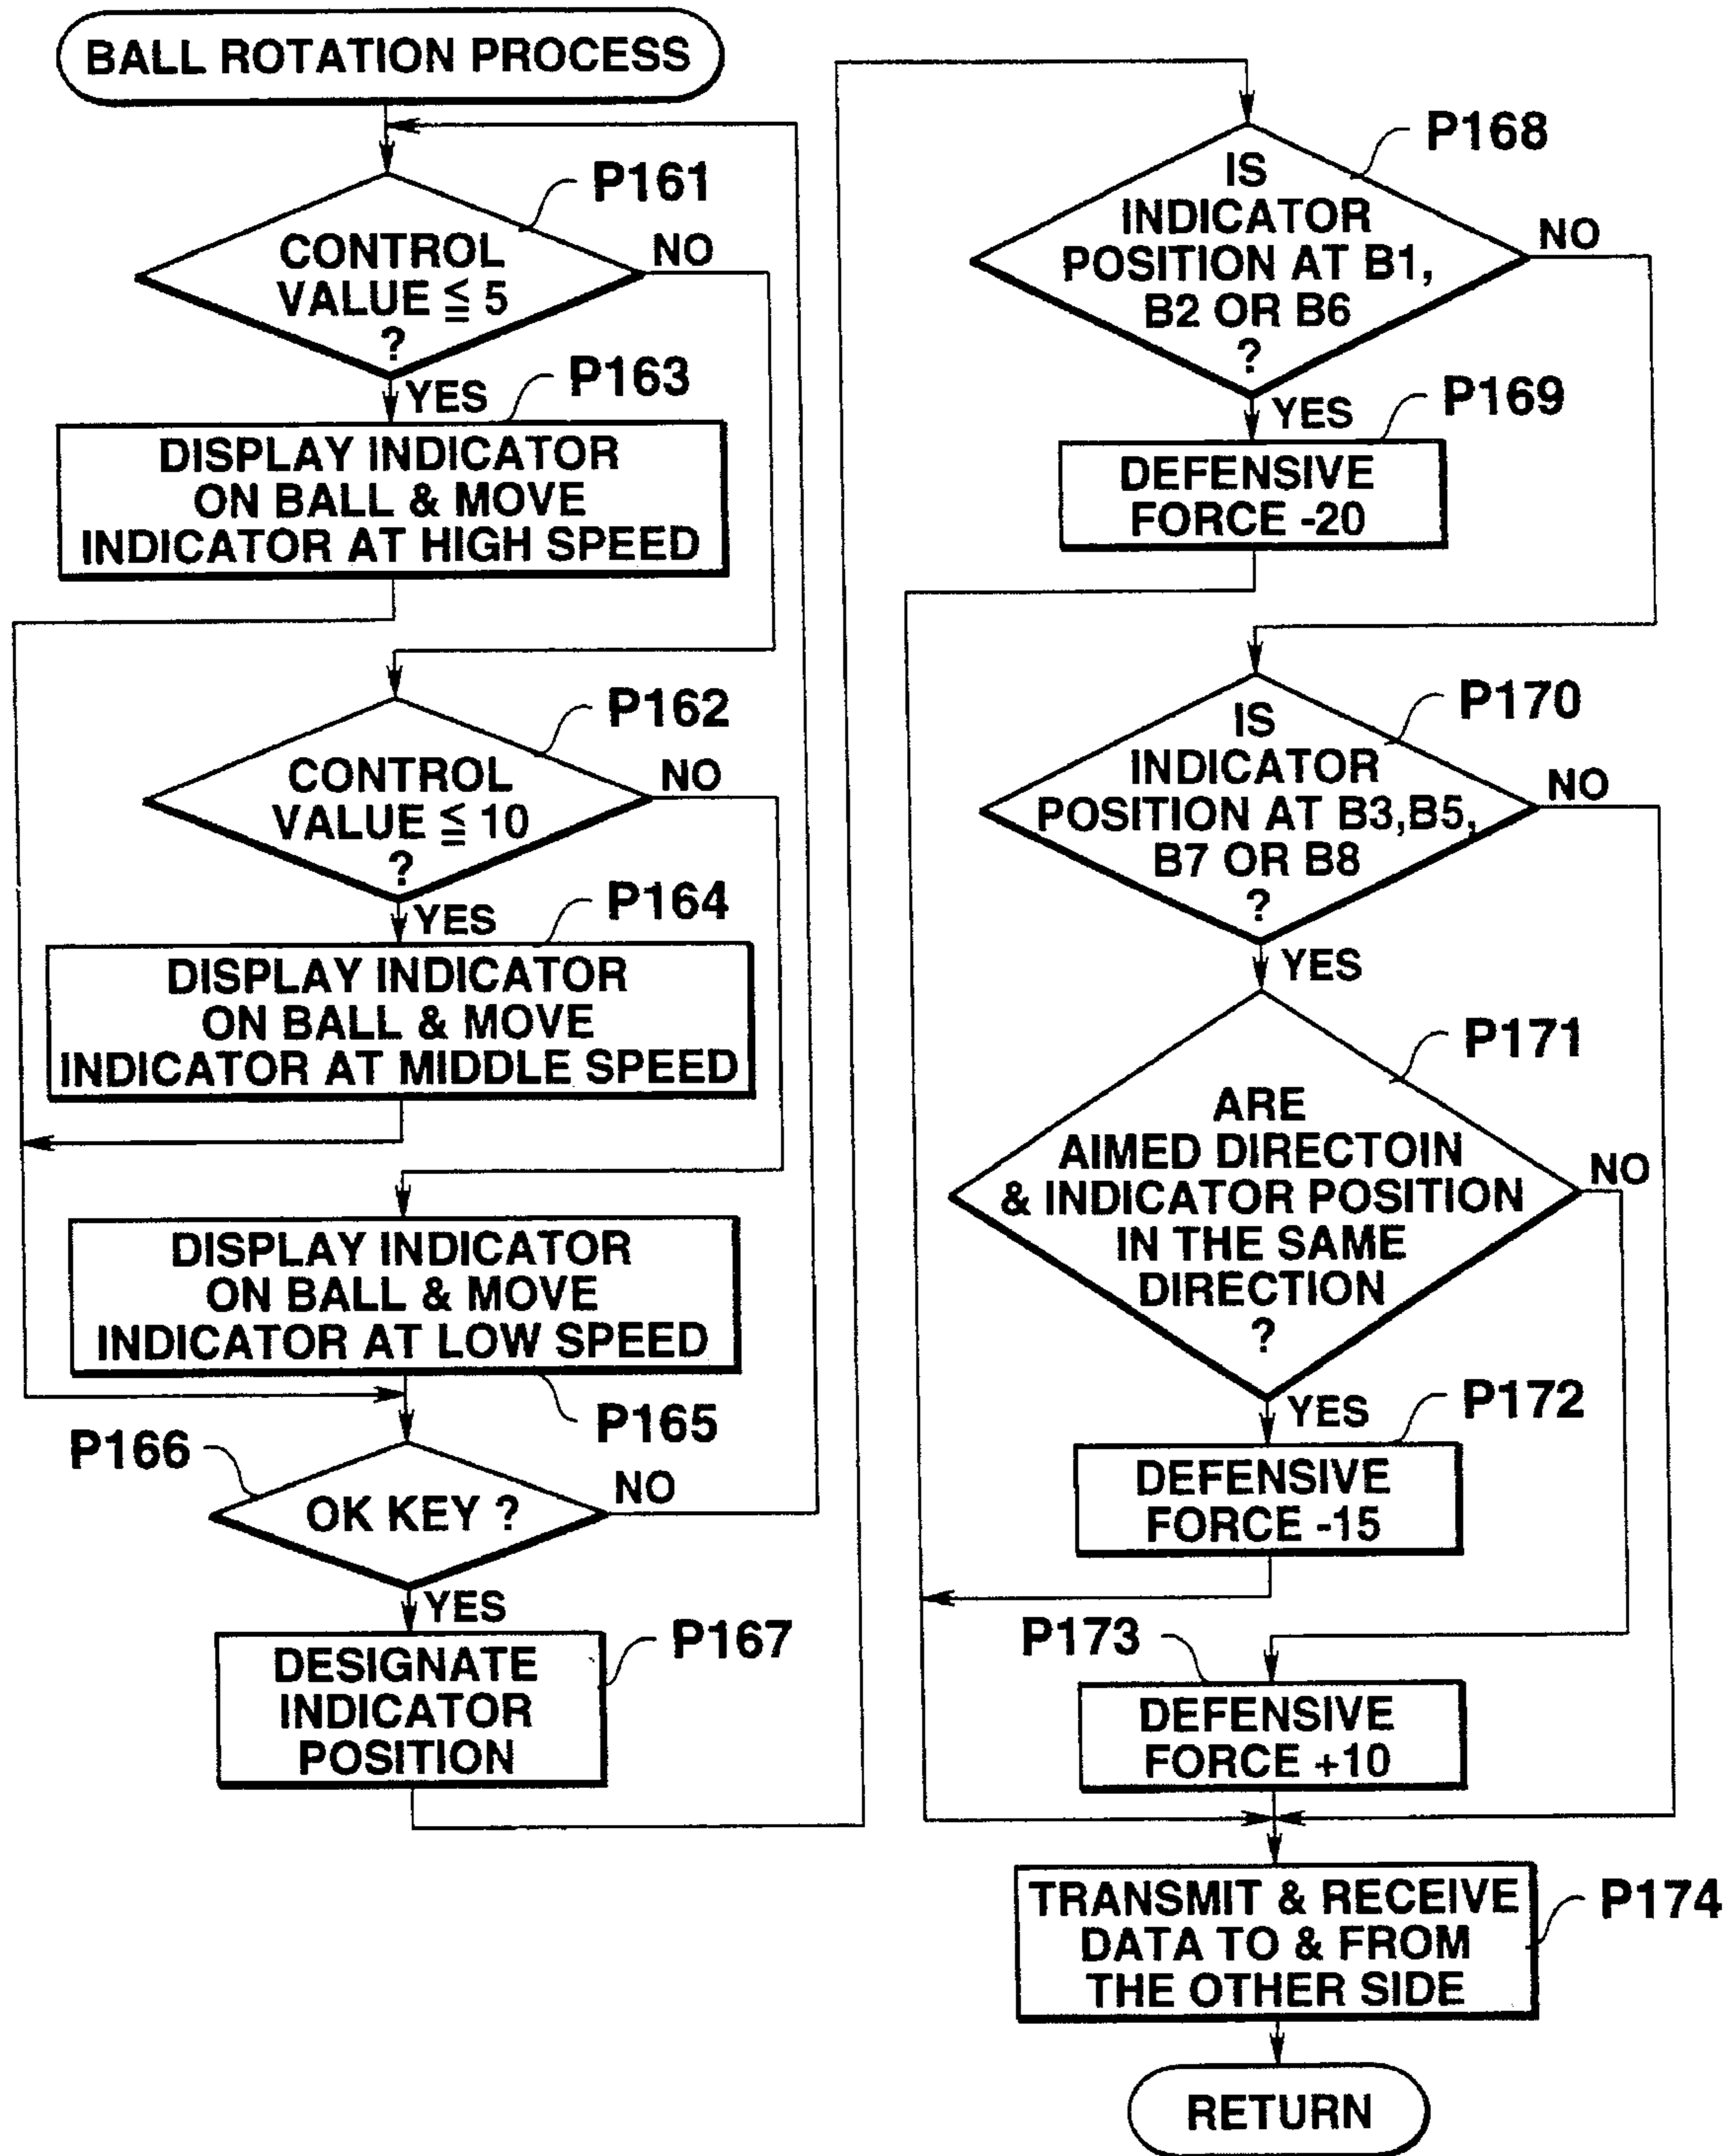 BALL ROTATION PROCESS
P161
CONTROL
VALUE ≦ 5
?
NO
YES
P163
DISPLAY INDICATOR
ON BALL & MOVE
INDICATOR AT HIGH SPEED
P162
CONTROL
VALUE ≦ 10
?
NO
YES
P164
DISPLAY INDICATOR
ON BALL & MOVE
INDICATOR AT MIDDLE SPEED
DISPLAY INDICATOR
ON BALL & MOVE
INDICATOR AT LOW SPEED
P165
P166
OK KEY ?
NO
YES
P167
DESIGNATE
INDICATOR
POSITION
P168
IS
INDICATOR
POSITION AT B1,
B2 OR B6
?
NO
YES
P169
DEFENSIVE
FORCE -20
P170
IS
INDICATOR
POSITION AT B3,B5,
B7 OR B8
?
NO
YES
P171
ARE
AIMED DIRECTOIN
& INDICATOR POSITION
IN THE SAME
DIRECTION
?
NO
YES
P172
DEFENSIVE
FORCE -15
P173
DEFENSIVE
FORCE +10
TRANSMIT & RECEIVE
DATA TO & FROM
THE OTHER SIDE
P174
RETURN